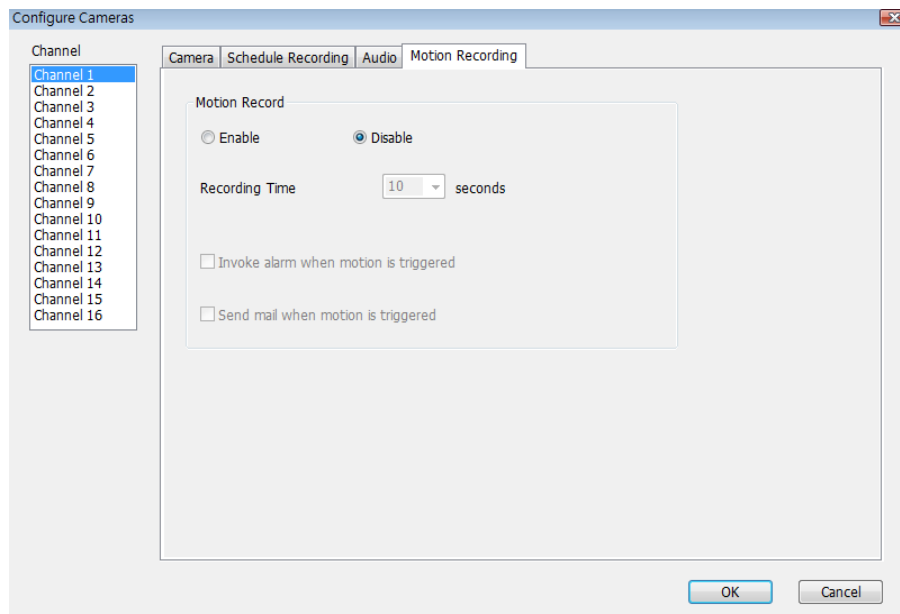 Configure Cameras
Channel
Channel 1
Channel 2
Channel 3
Channel 4
Channel 5
Channel 6
Channel 7
Channel 8
Channel 9
Channel 10
Channel 11
Channel 12
Channel 13
Channel 14
Channel 15
Channel 16
Camera Schedule Recording Audio Motion Recording
Motion Record
Enable Disable
Recording Time 10 seconds
Invoke alarm when motion is triggered
Send mail when motion is triggered
OK Cancel